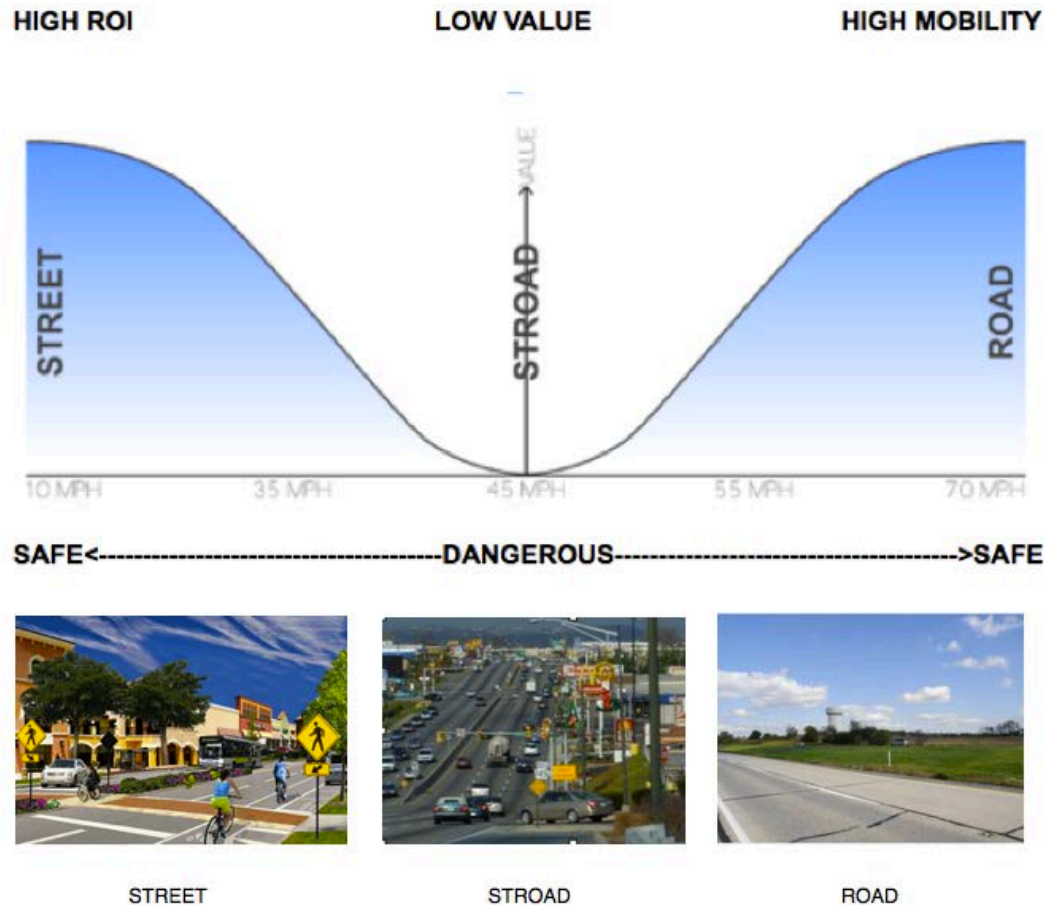 HIGH ROI LOW VALUE HIGH MOBILITY
VALUE
STREET STROAD ROAD
10 MPH 35 MPH 45 MPH 55 MPH 70 MPH
SAFE<---------------------------------------DANGEROUS--------------------------------------->SAFE
STREET STROAD ROAD